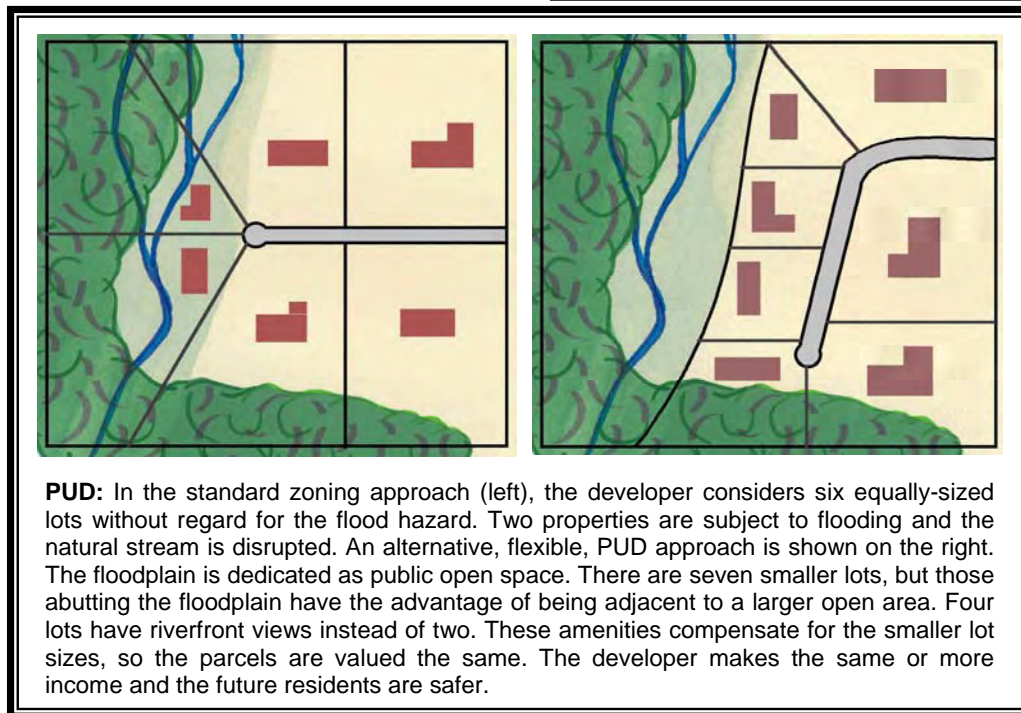 PUD: In the standard zoning approach (left), the developer considers six equally-sized
lots without regard for the flood hazard. Two properties are subject to flooding and the
natural stream is disrupted. An alternative, flexible, PUD approach is shown on the right.
The floodplain is dedicated as public open space. There are seven smaller lots, but those
abutting the floodplain have the advantage of being adjacent to a larger open area. Four
lots have riverfront views instead of two. These amenities compensate for the smaller lot
sizes, so the parcels are valued the same. The developer makes the same or more
income and the future residents are safer.